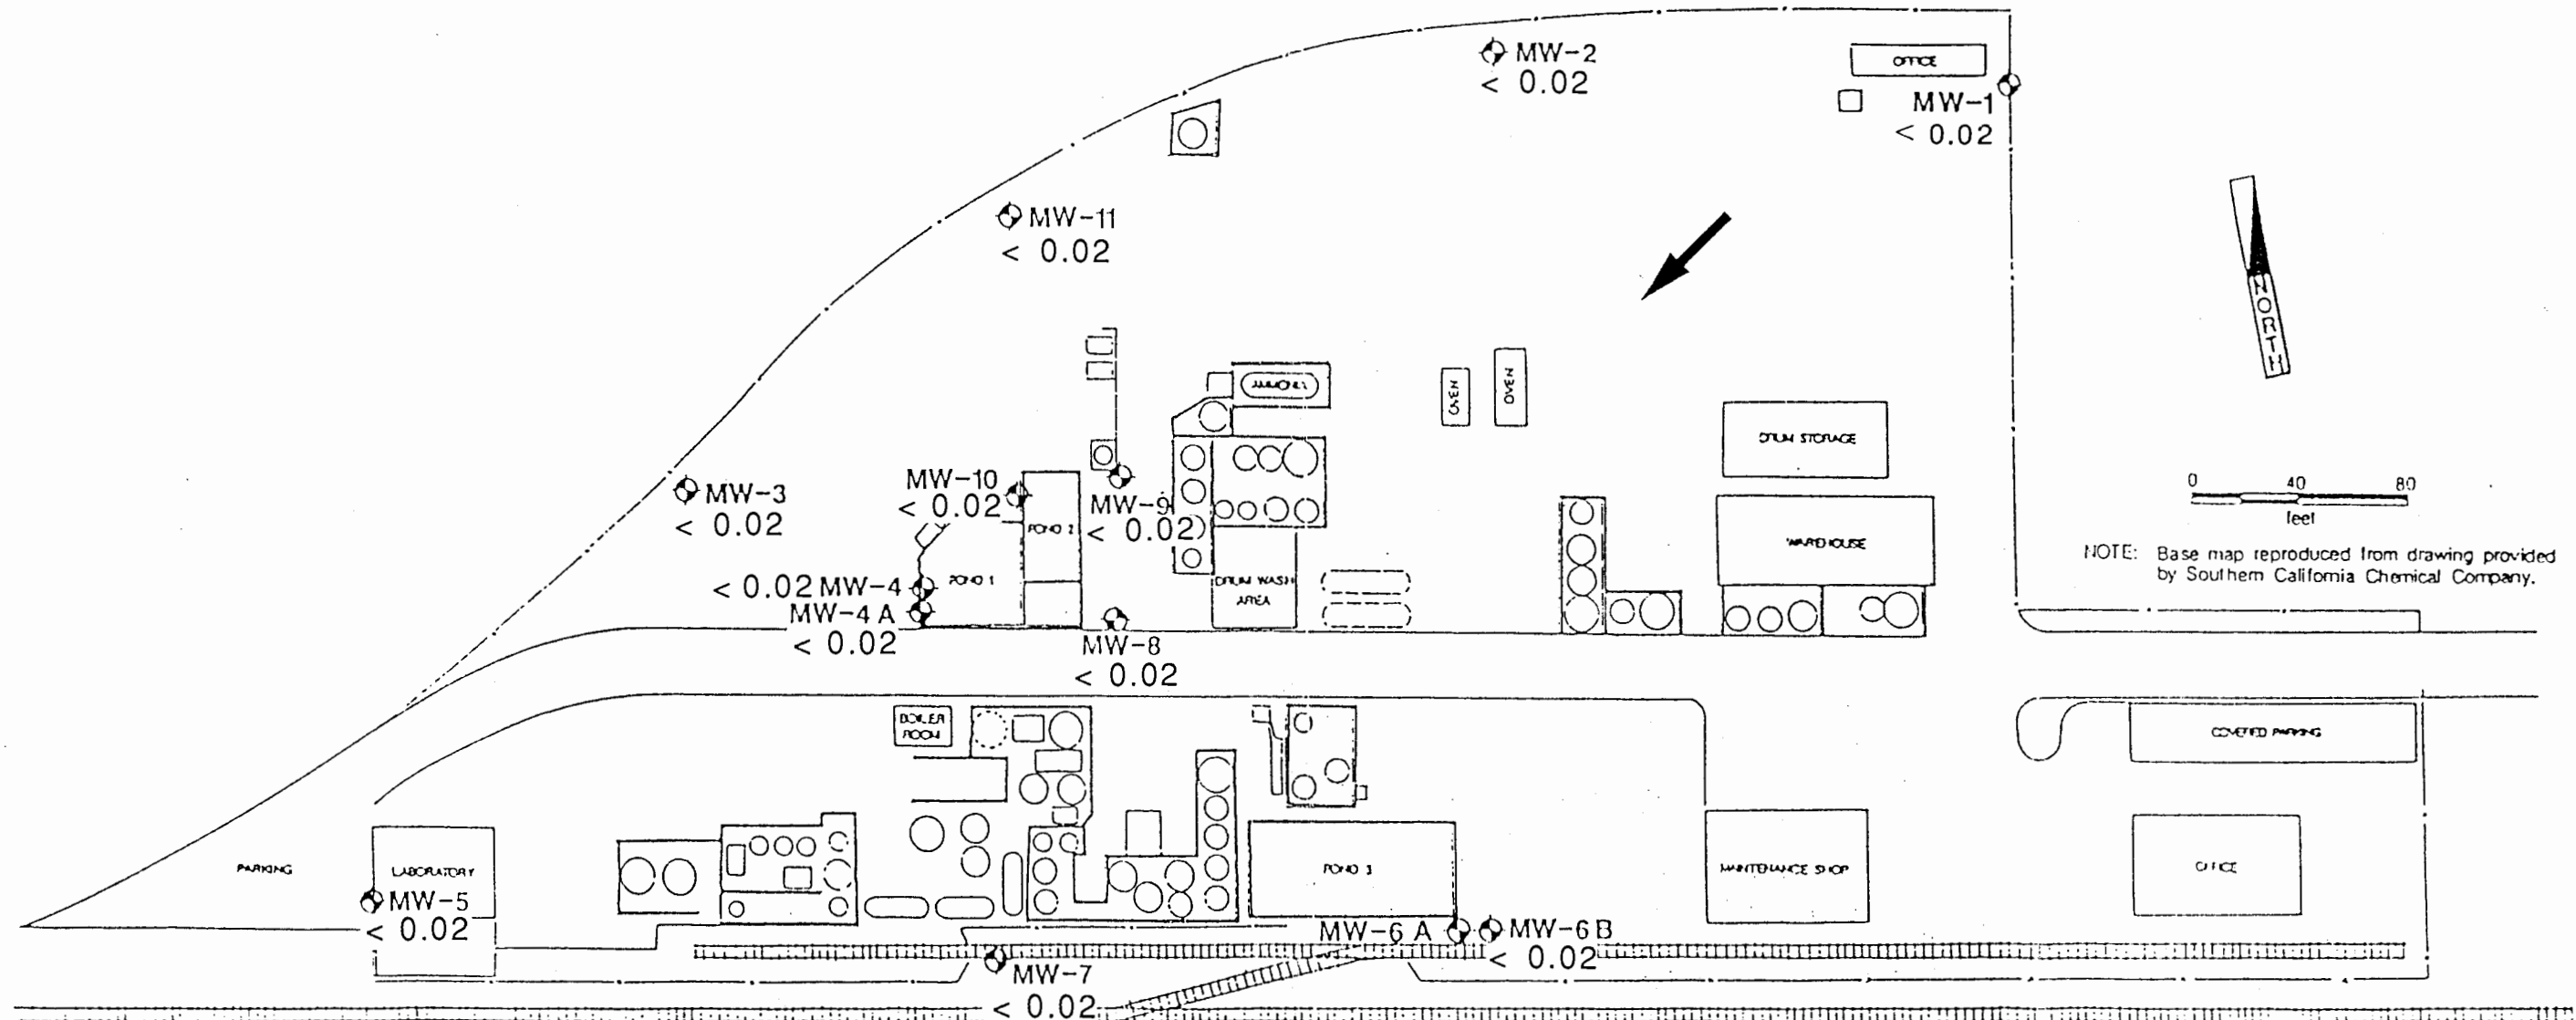 MW-2
< 0.02
OFFICE
MW-1
< 0.02
MW-11
< 0.02
NORTH
AMMONIA
OVEN
OVEN
DRUM STORAGE
0 40 80
feet
MW-3
< 0.02
MW-10
< 0.02
MW-9
< 0.02
POND 2
WAREHOUSE
NOTE: Base map reproduced from drawing provided
by Southern California Chemical Company.
< 0.02 MW-4
POND 1
DRUM WASH
AREA
MW-4 A
< 0.02
MW-8
< 0.02
BOILER
ROOM
COVERED PARKING
PARKING
LABORATORY
POND 3
MAINTENANCE SHOP
OFFICE
MW-5
< 0.02
MW-6 A
MW-6 B
< 0.02
MW-7
< 0.02